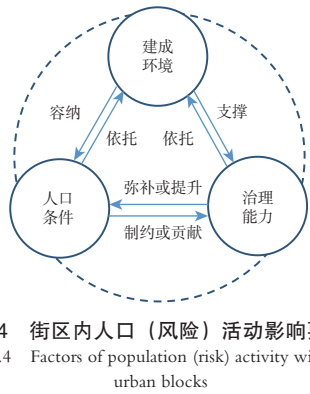 建成
环境
容纳
支撑
依托
依托
人口
条件
弥补或提升
制约或贡献
治理
能力
4 街区内人口（风险）活动影响
.4 Factors of population (risk) activity wi
urban blocks